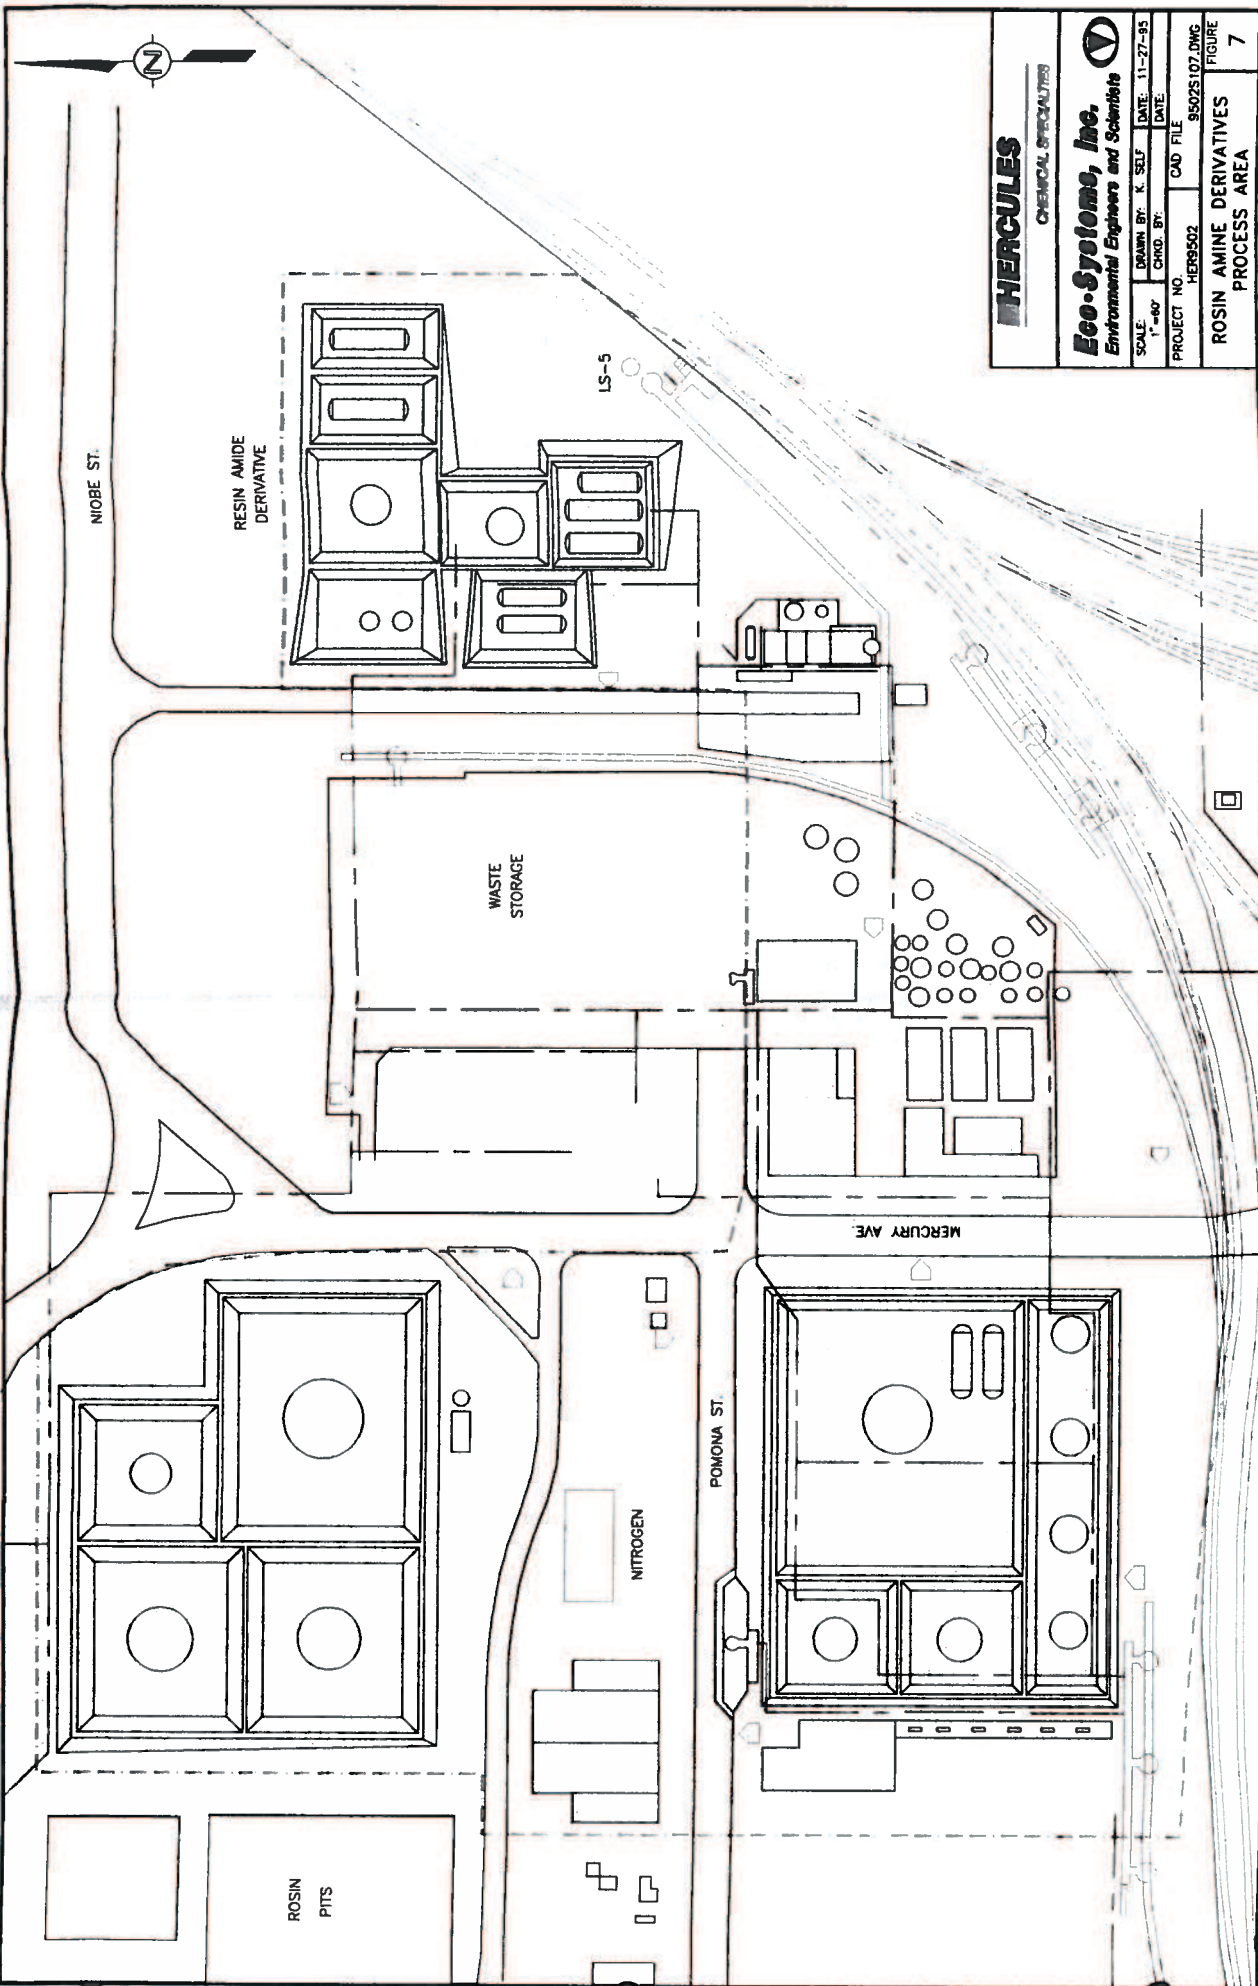 N
NIOBE ST.
RESIN AMIDE
DERIVATIVE
LS-5
WASTE
STORAGE
MERCURY AVE.
POMONA ST.
NITROGEN
ROSIN
PITS
HERCULES
CHEMICAL SPECIALTIES
Eco-Systems, Inc.
Environmental Engineers and Scientists
SCALE: 1"=60'
DRAWN BY: K. SELF
DATE: 11-27-95
CHKD. BY:
DATE:
PROJECT NO. HER9502
CAD FILE 9502S107.DWG
ROSIN AMINE DERIVATIVES
PROCESS AREA
FIGURE
7